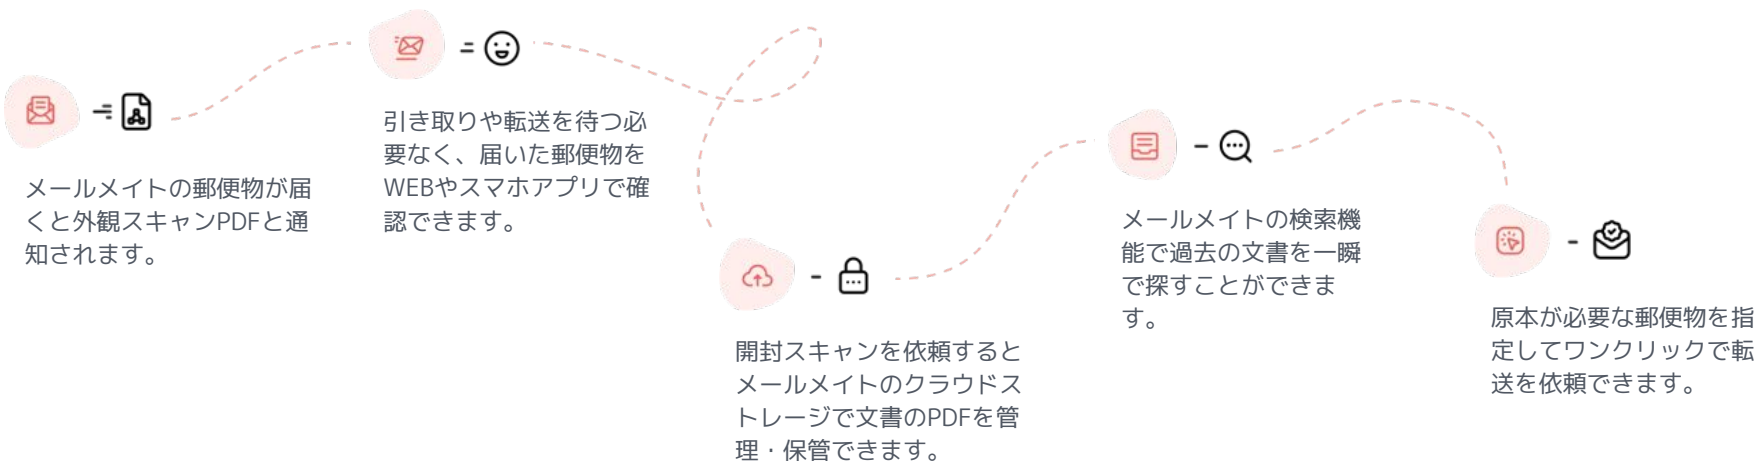 メールメイトの郵便物が届
くと外観スキャンPDFと通
知されます。
引き取りや転送を待つ必
要なく、届いた郵便物を
WEBやスマホアプリで確
認できます。
開封スキャンを依頼すると
メールメイトのクラウドス
トレージで文書のPDFを管
理・保管できます。
メールメイトの検索機
能で過去の文書を一瞬
で探すことができま
す。
原本が必要な郵便物を指
定してワンクリックで転
送を依頼できます。